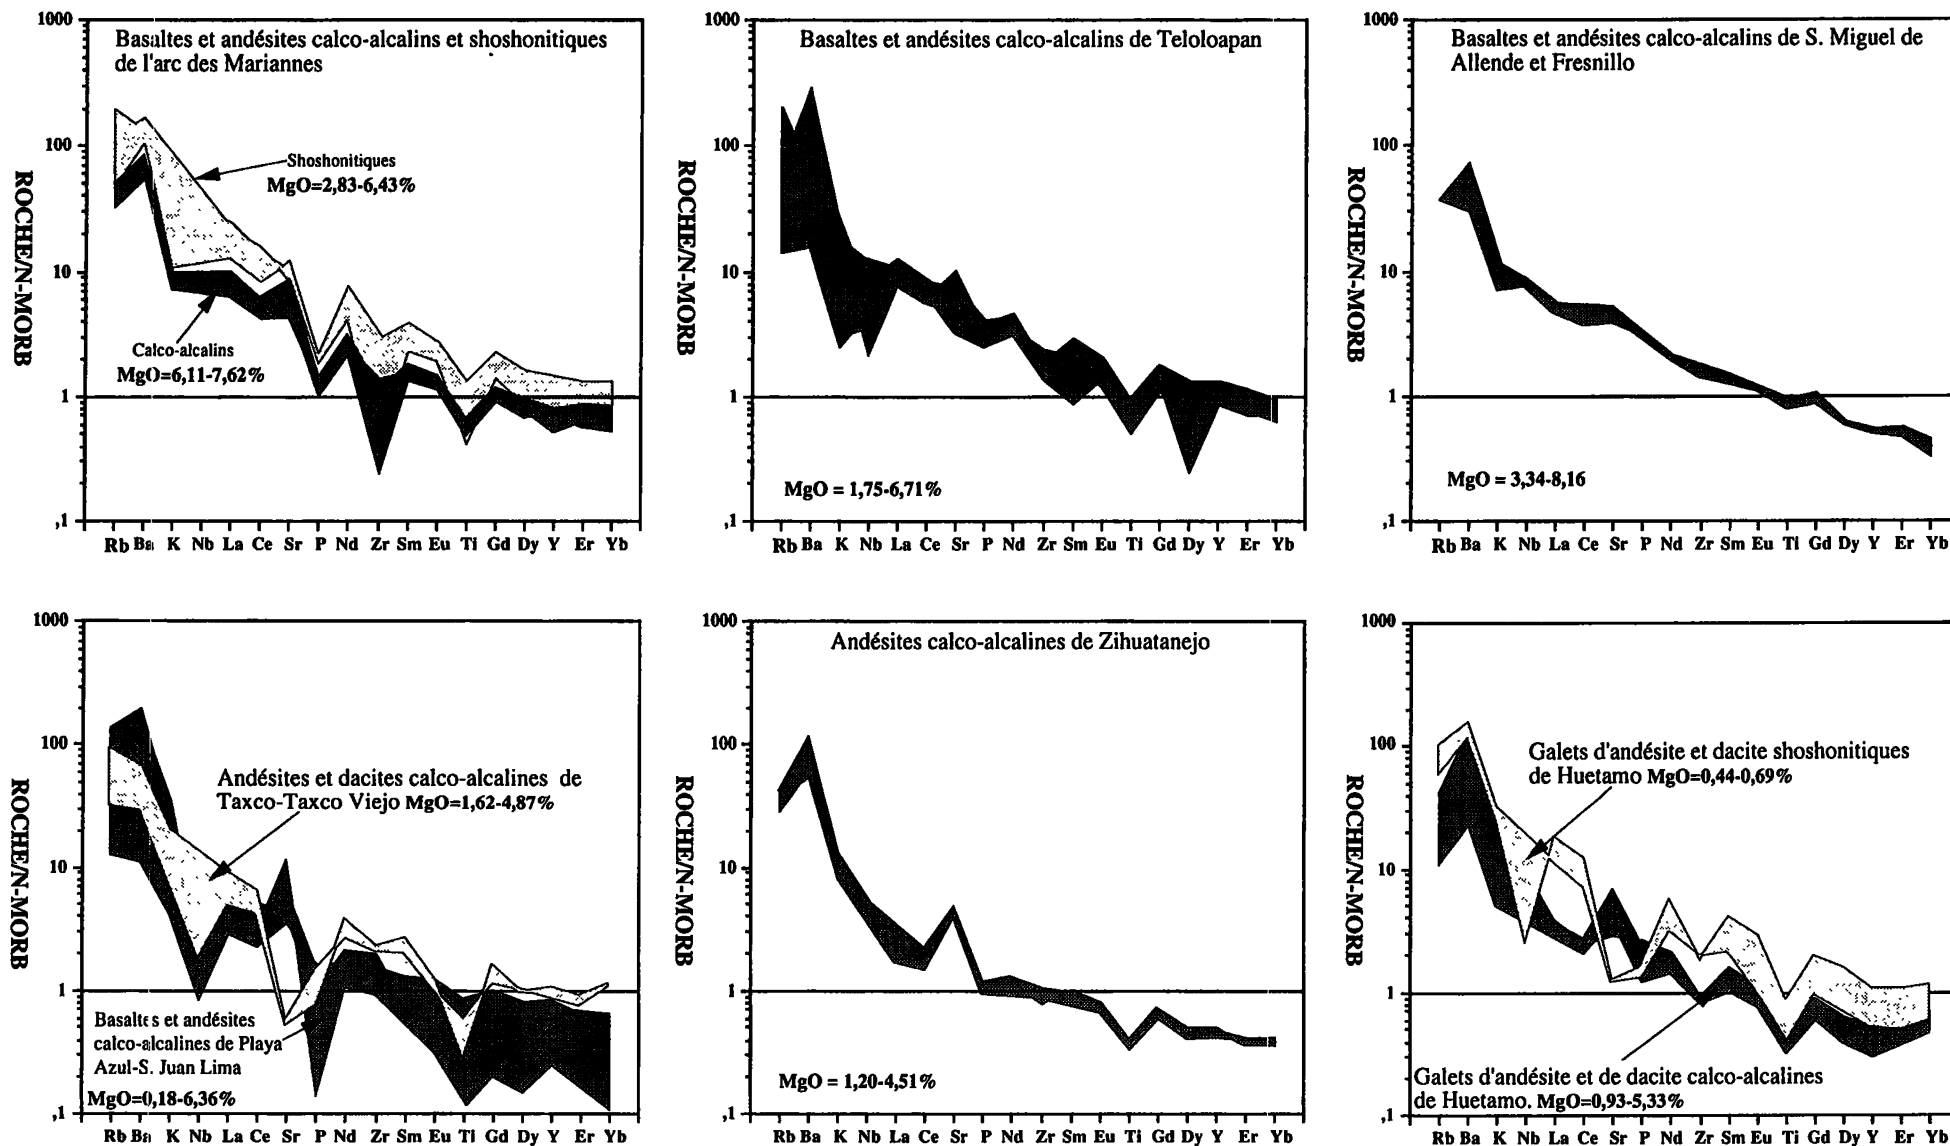 Basaltes et andésites calco-alcalins et shoshonitiques
de l'arc des Mariannes
1000
100
10
1
,1
ROCHE/N-MORB
Shoshonitiques
MgO=2,83-6,43%
Calco-alcalins
MgO=6,11-7,62%
Rb Ba K Nb La Ce Sr P Nd Zr Sm Eu Ti Gd Dy Y Er Yb
Basaltes et andésites calco-alcalins de Teloloapan
1000
100
10
1
,1
ROCHE/N-MORB
MgO = 1,75-6,71%
Rb Ba K Nb La Ce Sr P Nd Zr Sm Eu Ti Gd Dy Y Er Yb
Basaltes et andésites calco-alcalins de S. Miguel de
Allende et Fresnillo
1000
100
10
1
,1
ROCHE/N-MORB
MgO = 3,34-8,16
Rb Ba K Nb La Ce Sr P Nd Zr Sm Eu Ti Gd Dy Y Er Yb
1000
100
10
1
,1
ROCHE/N-MORB
Andésites et dacites calco-alcalines de
Taxco-Taxco Viejo MgO=1,62-4,87%
Basaltes et andésites
calco-alcalines de Playa
Azul-S. Juan Lima
MgO=0,18-6,36%
Rb Ba K Nb La Ce Sr P Nd Zr Sm Eu Ti Gd Dy Y Er Yb
Andésites calco-alcalines de Zihuatanejo
1000
100
10
1
,1
ROCHE/N-MORB
MgO = 1,20-4,51%
Rb Ba K Nb La Ce Sr P Nd Zr Sm Eu Ti Gd Dy Y Er Yb
1000
100
10
1
,1
ROCHE/N-MORB
Galets d'andésite et dacite shoshonitiques
de Huetamo MgO=0,44-0,69%
Galets d'andésite et de dacite calco-alcalines
de Huetamo. MgO=0,93-5,33%
Rb Ba K Nb La Ce Sr P Nd Zr Sm Eu Ti Gd Dy Y Er Yb